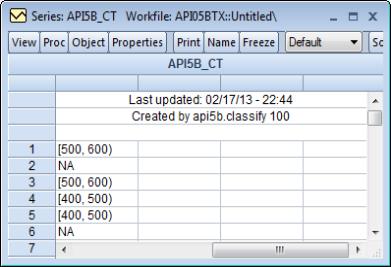 Series: API5B_CT Workfile: API05BTX::Untitled\
View Proc Object Properties Print Name Freeze Default
API5B_CT
Last updated: 02/17/13 - 22:44
Created by api5b.classify 100
1 [500, 600)
2 NA
3 [500, 600)
4 [400, 500)
5 [400, 500)
6 NA
7